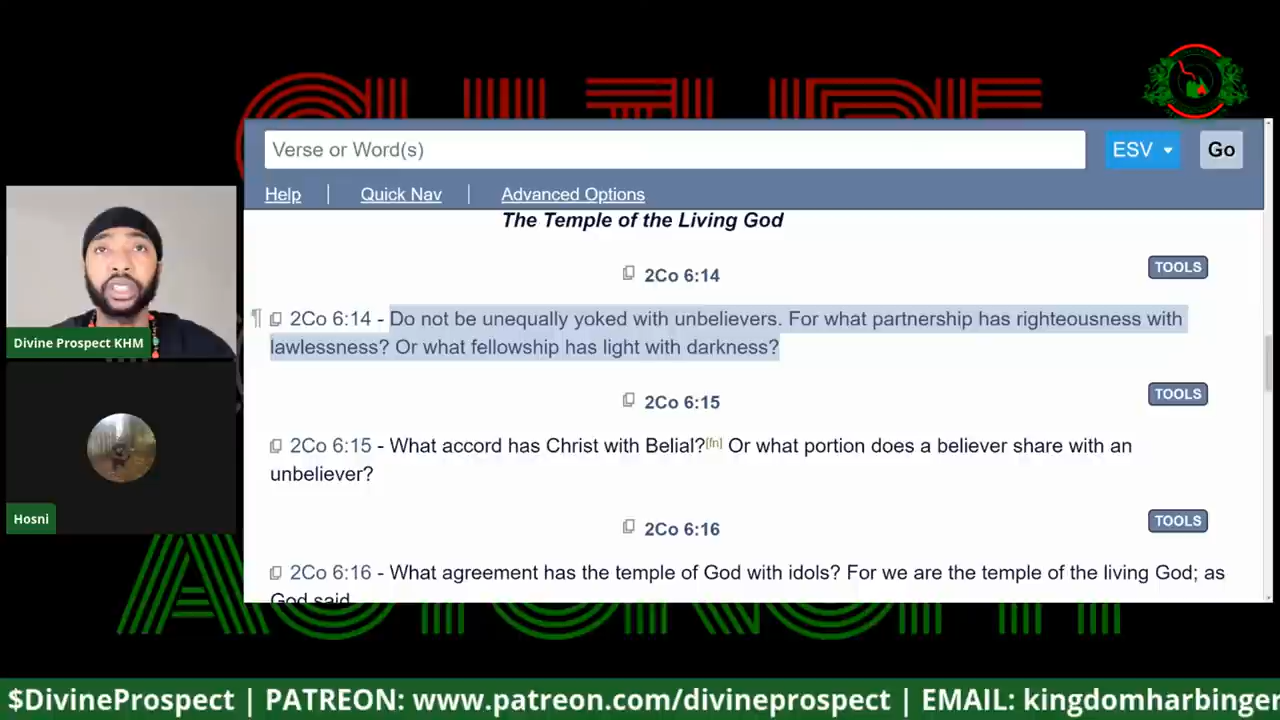 Verse or Word(s)
ESV
Go
Help
Quick Nav
Advanced Options
The Temple of the Living God
2Co 6:14
TOOLS
¶ 2Co 6:14 - Do not be unequally yoked with unbelievers. For what partnership has righteousness with
lawlessness? Or what fellowship has light with darkness?
2Co 6:15
TOOLS
2Co 6:15 - What accord has Christ with Belial?[fn] Or what portion does a believer share with an
unbeliever?
2Co 6:16
TOOLS
2Co 6:16 - What agreement has the temple of God with idols? For we are the temple of the living God; as
God said
Divine Prospect KHM
Hosni
$DivineProspect | PATREON: www.patreon.com/divineprospect | EMAIL: kingdomharbinger